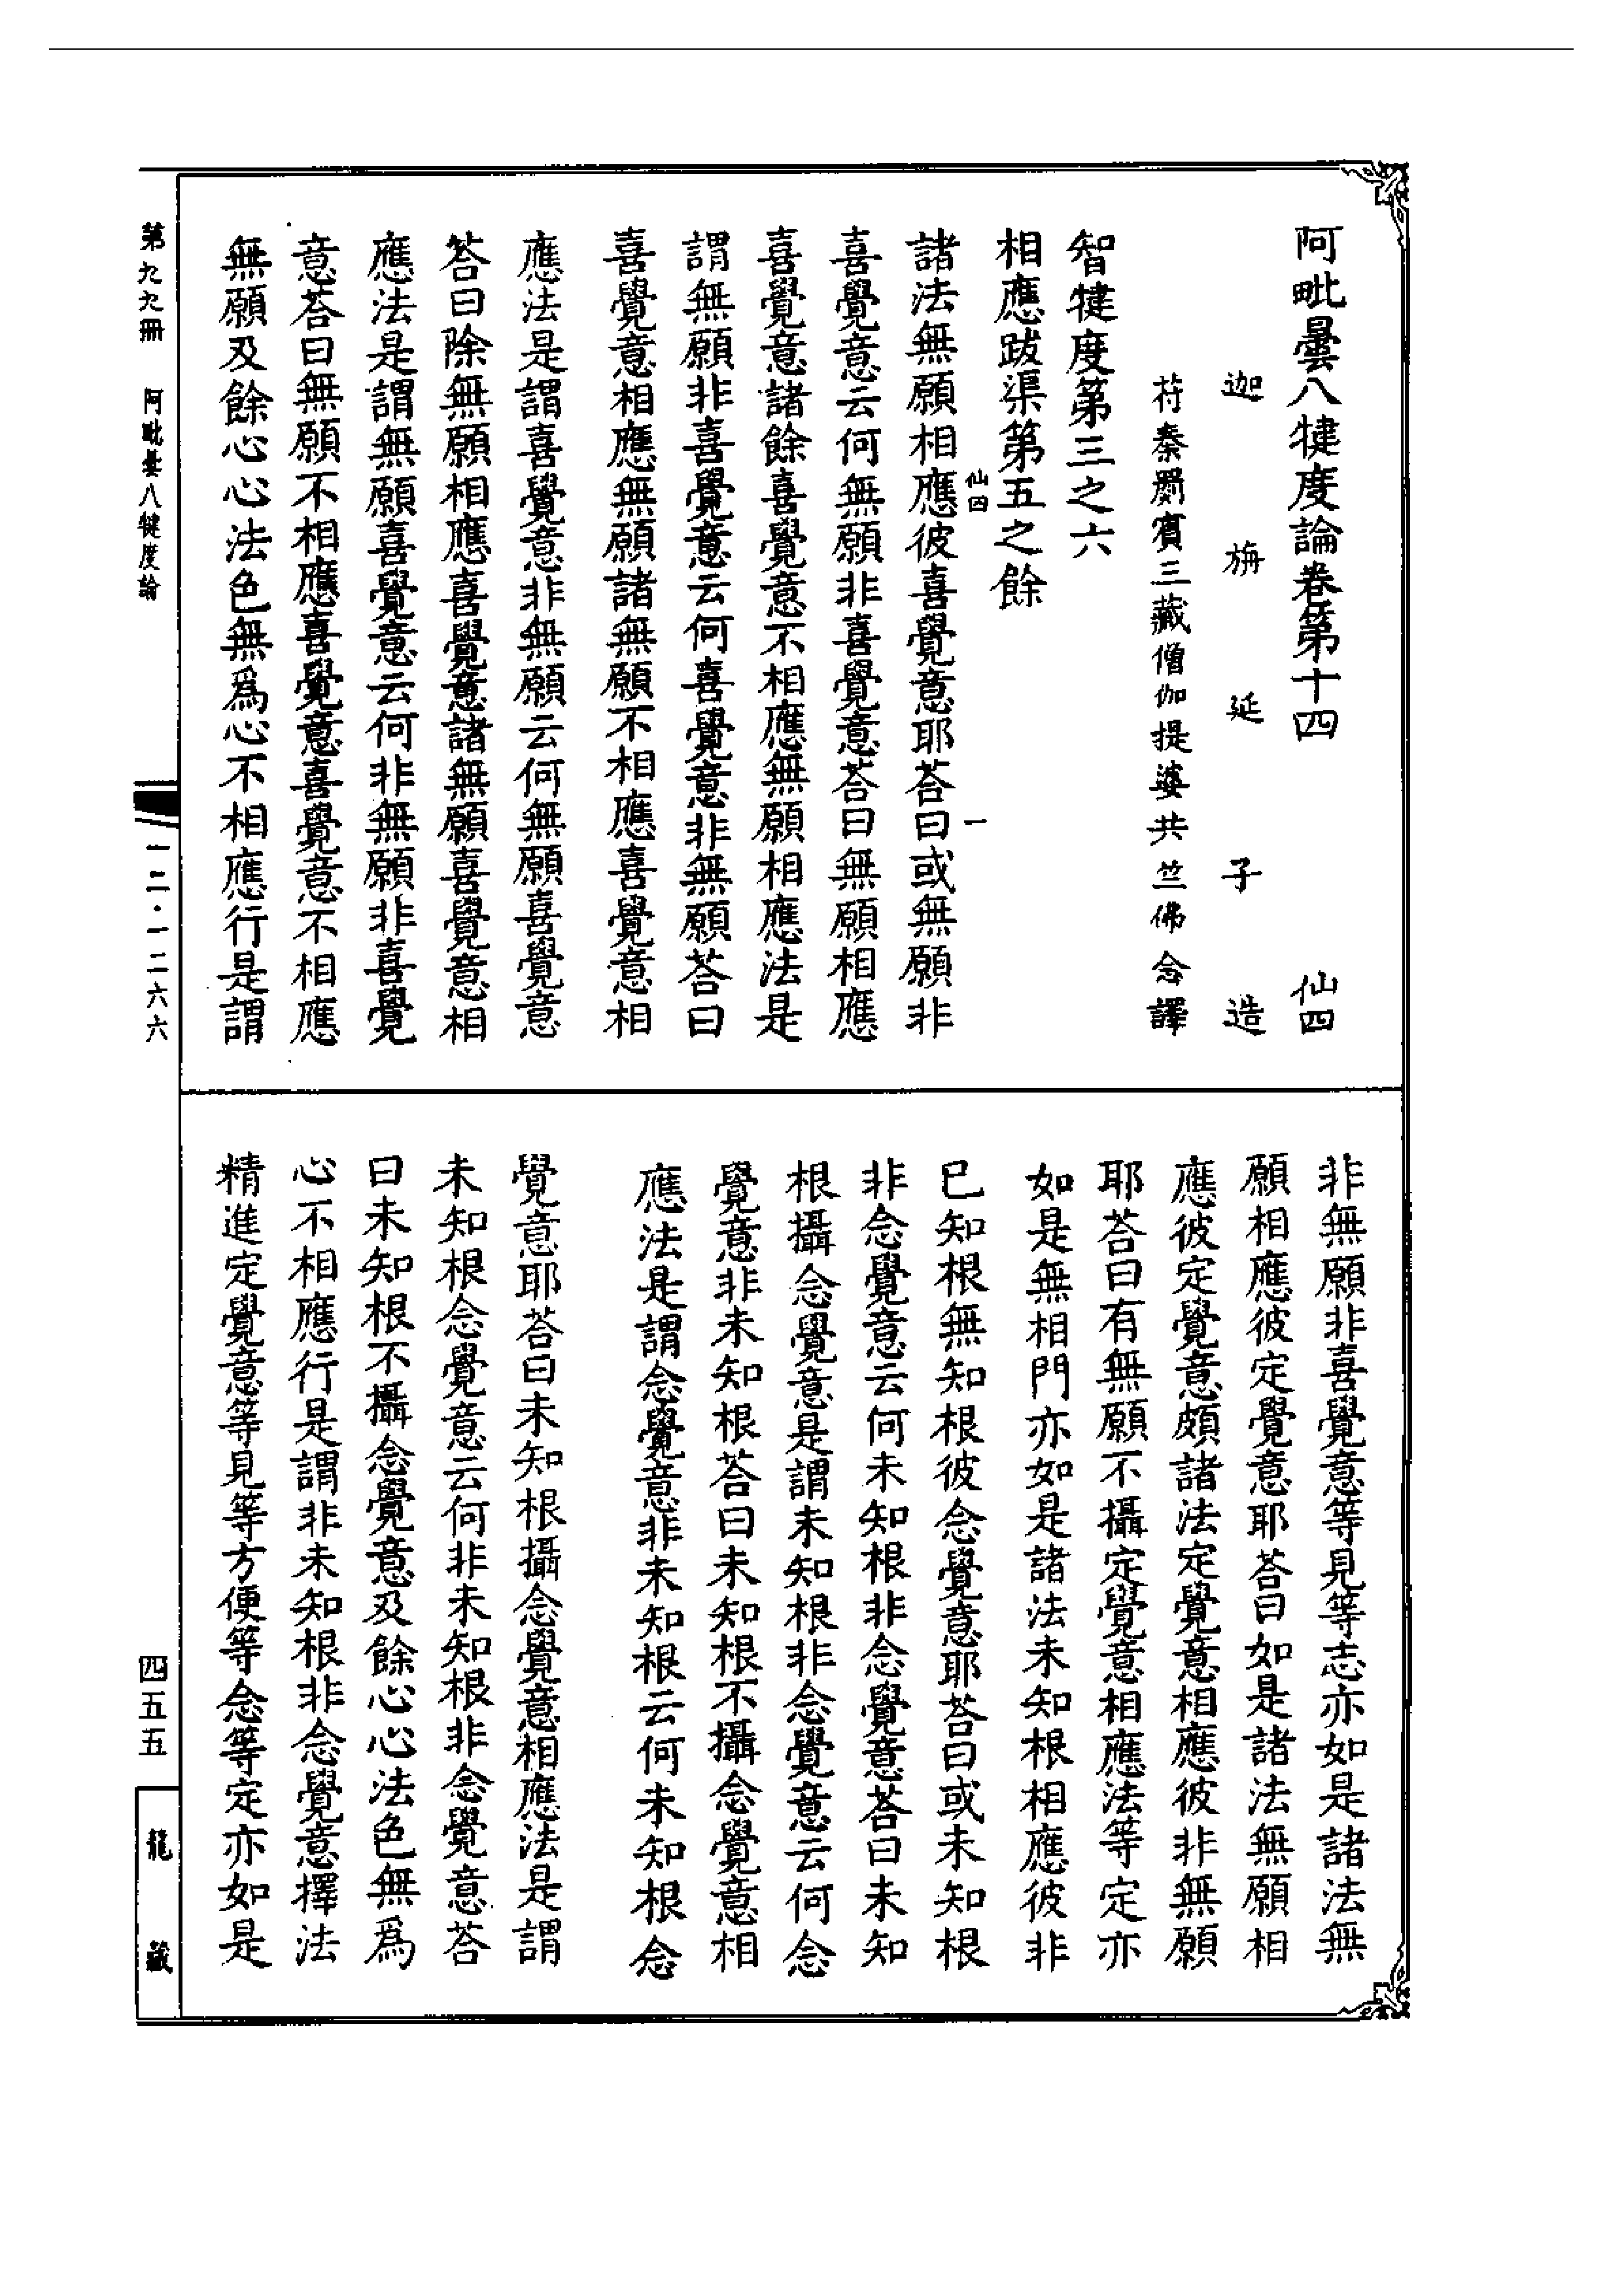 阿毗曇八犍度論卷第十四 仙四
迦旃延子造
苻秦罽賓三藏僧伽提婆共竺佛念譯
智犍度第三之六
相應跋渠第五之餘
仙四 一
諸法無願相應彼喜覺意耶荅曰或無願非
喜覺意云何無願非喜覺意荅曰無願相應
喜覺意諸餘喜覺意不相應無願相應法是
謂無願非喜覺意云何喜覺意非無願荅曰
喜覺意相應無願諸無願不相應喜覺意相
應法是謂喜覺意非無願云何無願喜覺意
荅曰除無願相應喜覺意諸無願喜覺意相
應法是謂無願喜覺意云何非無願非喜覺
意荅曰無願不相應喜覺意喜覺意不相應
無願及餘心心法色無爲心不相應行是謂
非無願非喜覺意等見等志亦如是諸法無
願相應彼定覺意耶荅曰如是諸法無願相
應彼定覺意頗諸法定覺意相應彼非無願
耶荅曰有無願不攝定覺意相應法等定亦
如是無相門亦如是諸法未知根相應彼非
已知根無知根彼念覺意耶荅曰或未知根
非念覺意云何未知根非念覺意荅曰未知
根攝念覺意是謂未知根非念覺意云何念
覺意非未知根荅曰未知根不攝念覺意相
應法是謂念覺意非未知根云何未知根念
覺意耶荅曰未知根攝念覺意相應法是謂
未知根念覺意云何非未知根非念覺意荅
曰未知根不攝念覺意及餘心心法色無爲
心不相應行是謂非未知根非念覺意擇法
精進定覺意等見等方便等念等定亦如是
第九九冊 阿毗曇八犍度論
一二·一二六六
四五五
龍藏